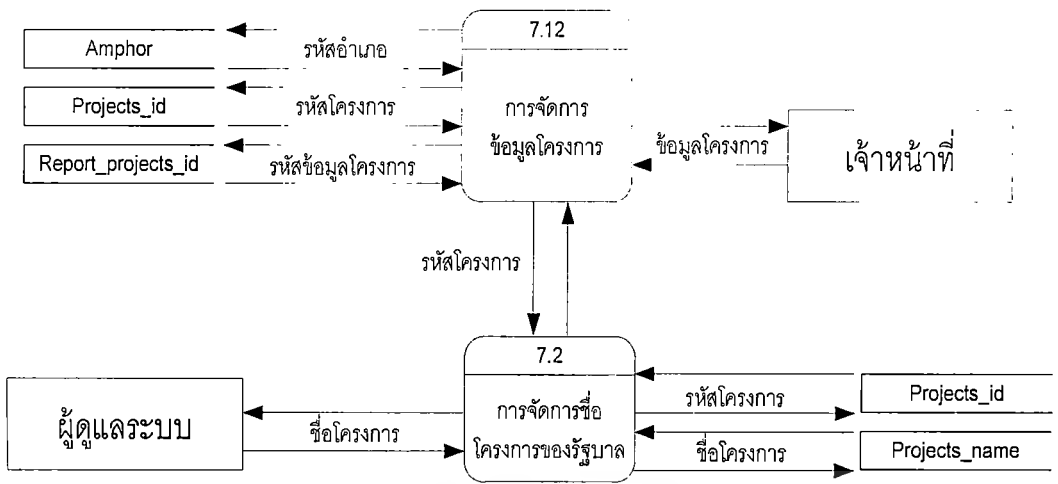 7.12
Amphor
รหัสอำเภอ
Projects_id
รหัสโครงการ
การจัดการ
ข้อมูลโครงการ
Report_projects_id
รหัสข้อมูลโครงการ
ข้อมูลโครงการ
เจ้าหน้าที่
รหัสโครงการ
7.2
ผู้ดูแลระบบ
ชื่อโครงการ
การจัดการชื่อ
โครงการของรัฐบาล
รหัสโครงการ
Projects_id
ชื่อโครงการ
Projects_name